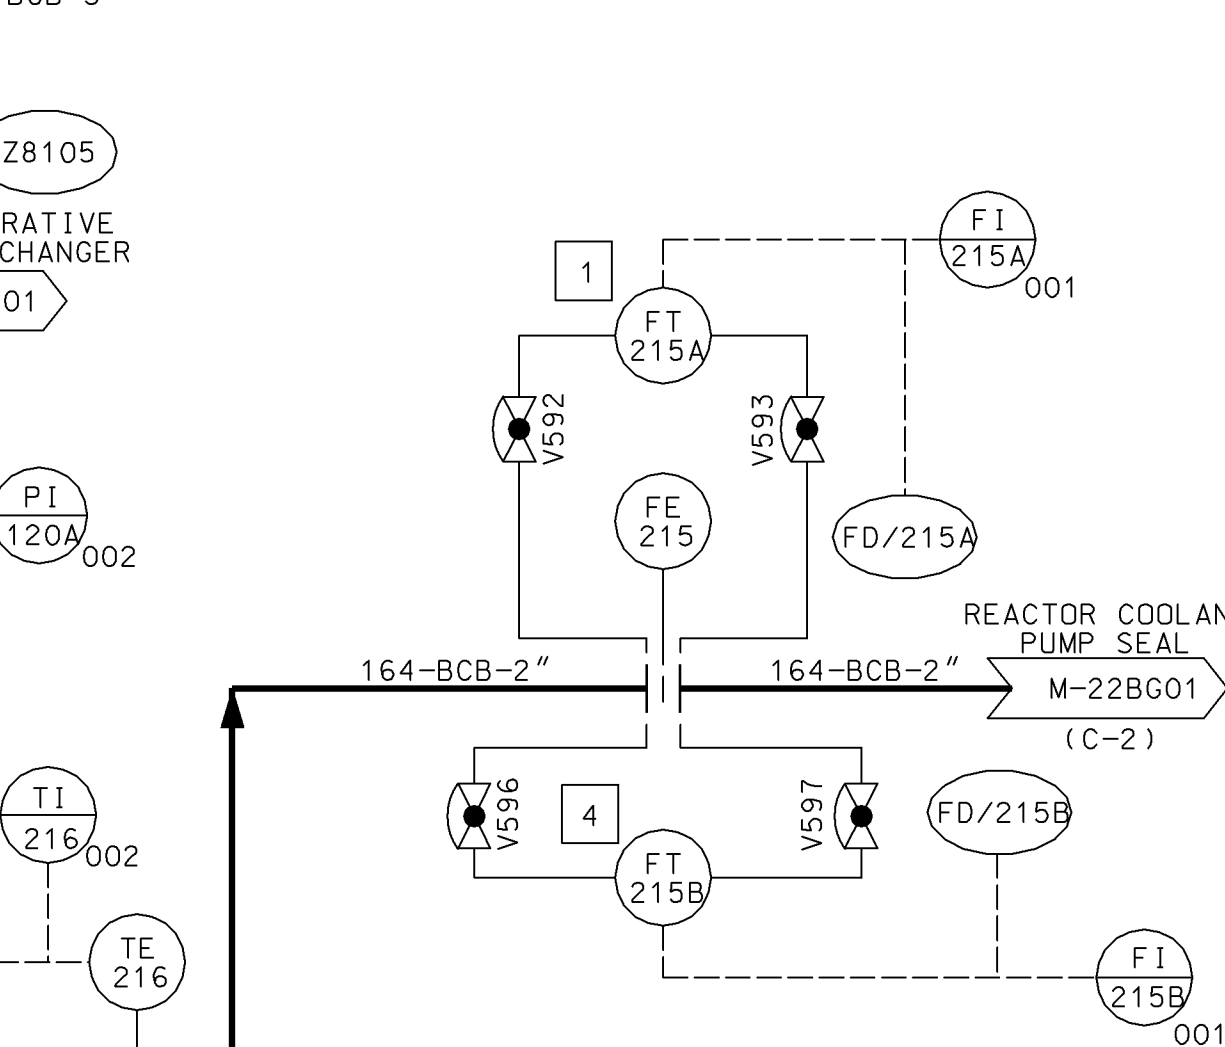 Z8105
RATIVE
CHANGER
01
FI
215A
001
1
FT
215A
V592
V593
PI
120A
002
FE
215
FD/215A
REACTOR COOLAN
PUMP SEAL
164-BCB-2"
164-BCB-2"
M-22BG01
(C-2)
TI
216
002
V596
4
V597
FD/215B
FT
215B
TE
216
FI
215B
001